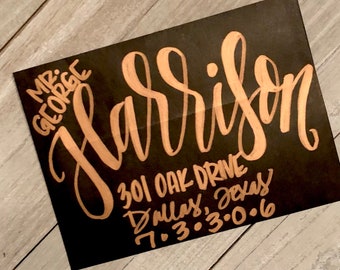 MR.
GEORGE
Harrison
301 OAK DRIVE
Dallas, Texas
7•3•3•0•6